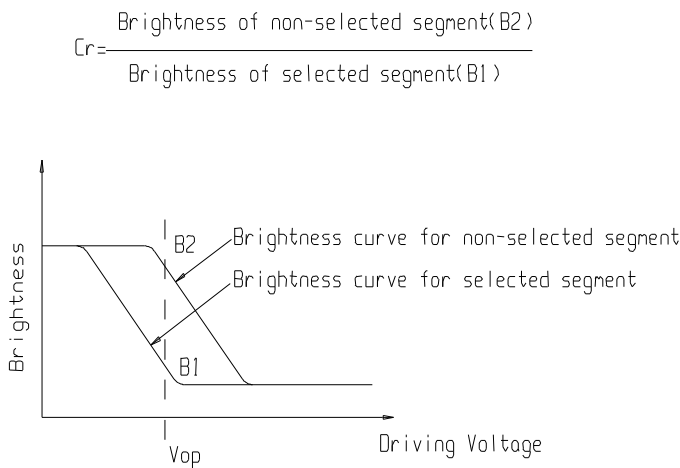 Brightness of non-selected segment(B2)
Cr=
Brightness of selected segment(B1)
B2
Brightness curve for non-selected segment
Brightness curve for selected segment
Brightness
B1
Vop
Driving Voltage